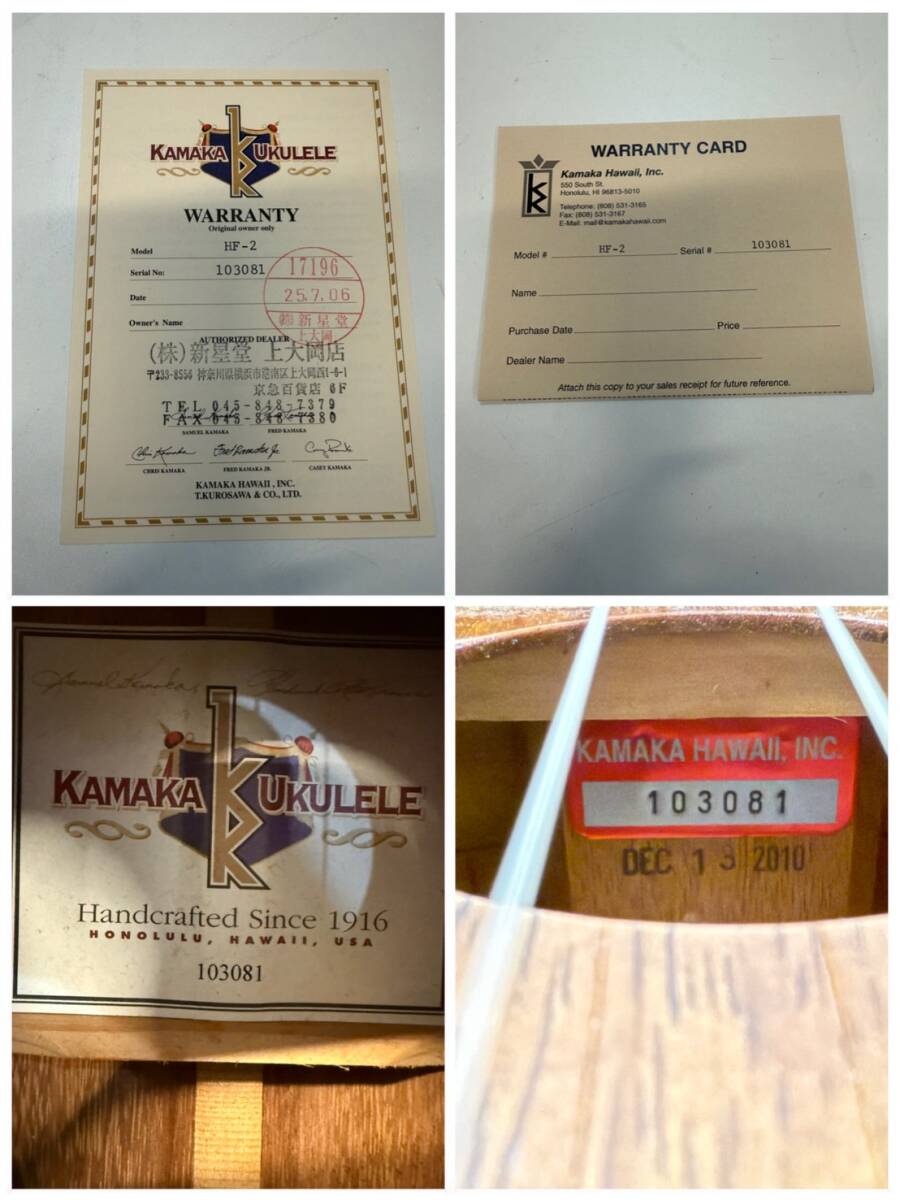 KAMAKA UKULELE
WARRANTY
Original owner only
Model HF-2
Serial No: 103081
17196
Date
25.7.06
㈱新星堂
上大岡
Owner's Name
AUTHORIZED DEALER
(株)新星堂 上大岡店
〒233-8556 神奈川県横浜市港南区上大岡西1-6-1
京急百貨店 6F
TEL 045-848-7379
FAX 045-848-7380
SAMUEL KAMAKA FRED KAMAKA
CHRIS KAMAKA FRED KAMAKA JR. CASEY KAMAKA
KAMAKA HAWAII, INC.
T.KUROSAWA & CO., LTD.
WARRANTY CARD
Kamaka Hawaii, Inc.
550 South St.
Honolulu, HI 96813-5010
Telephone: (808) 531-3165
Fax: (808) 531-3167
E-Mail: mail@kamakahawaii.com
Model # HF-2 Serial # 103081
Name
Purchase Date Price
Dealer Name
Attach this copy to your sales receipt for future reference.
KAMAKA UKULELE
Handcrafted Since 1916
HONOLULU, HAWAII, USA
103081
KAMAKA HAWAII, INC.
103081
DEC 13 2010